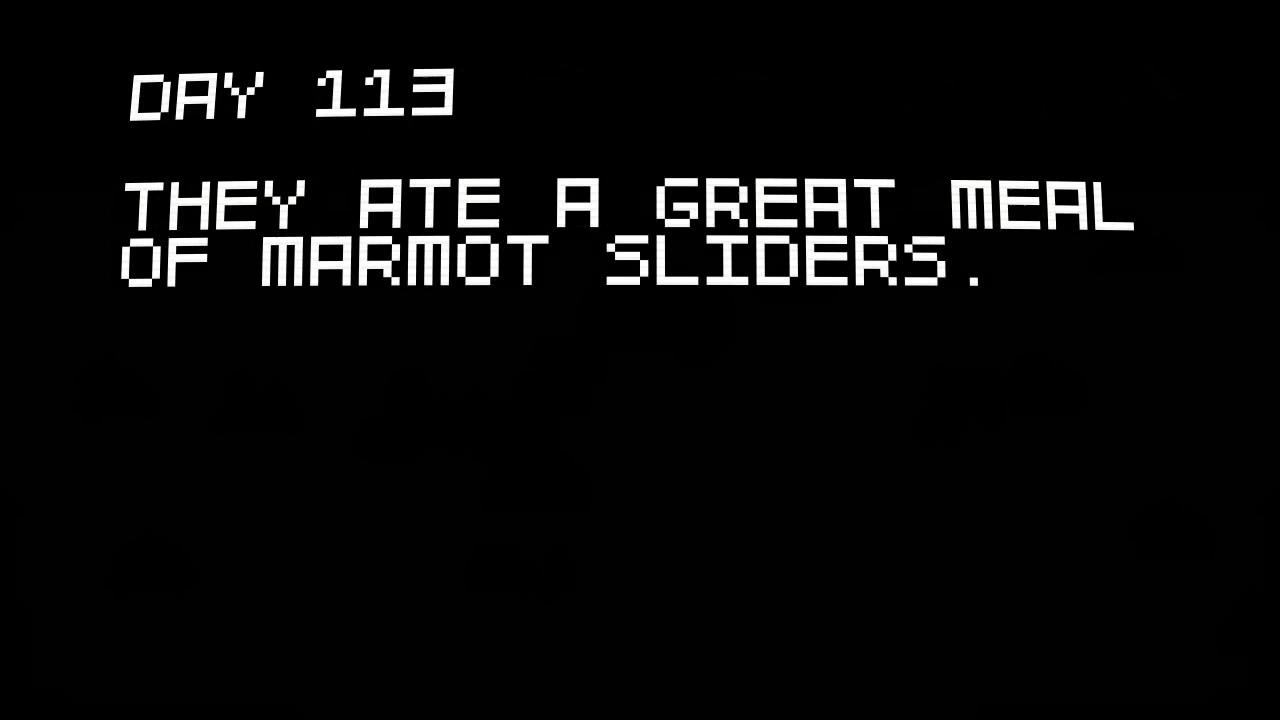 DAY 113
THEY ATE A GREAT MEAL
OF MARMOT SLIDERS.